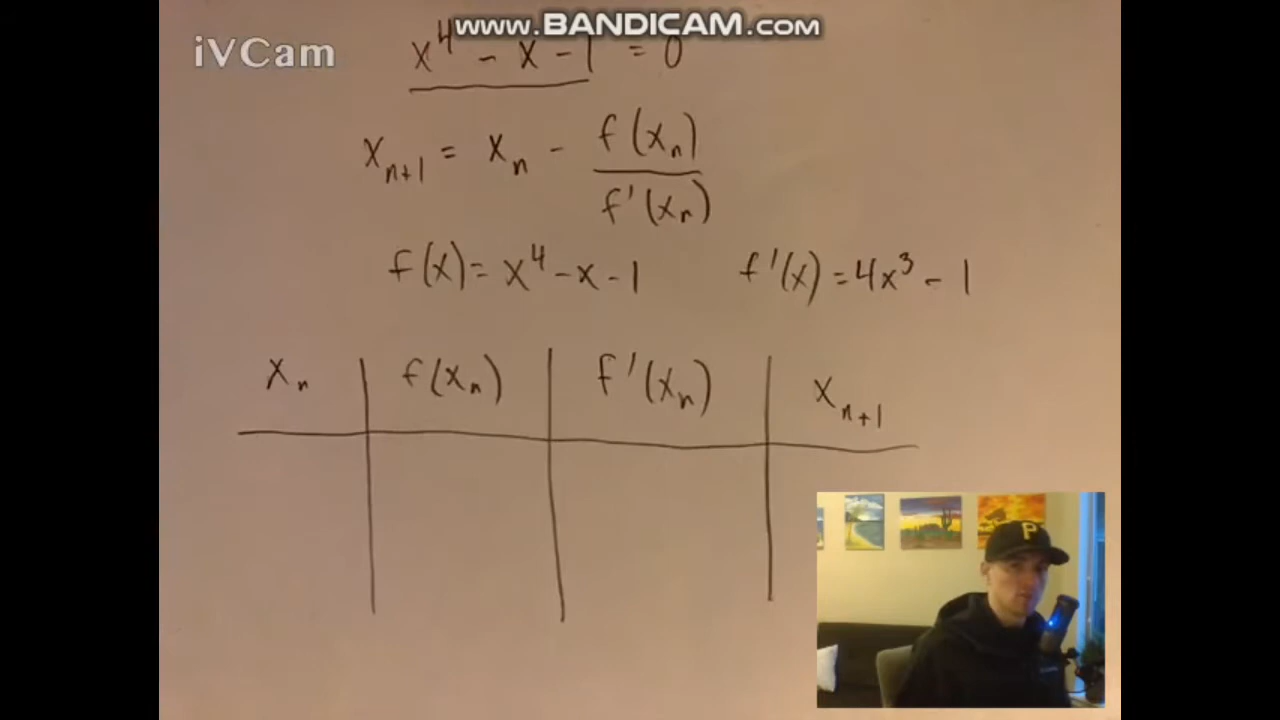 www.BANDICAM.com
iVCam
x⁴ - x - 1 = 0
xₙ₊₁ = xₙ - f(xₙ)
f'(xₙ)
f(x) = x⁴ - x - 1 f'(x) = 4x³ - 1
xₙ f(xₙ) f'(xₙ) xₙ₊₁
P